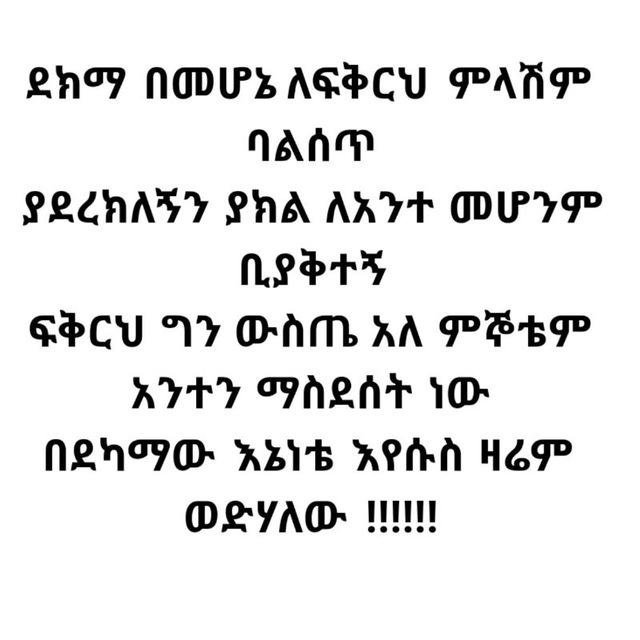 ደክማ በመሆኔ ለፍቅርህ ምላሽም
ባልሰጥ
ያደረክለኝን ያክል ለአንተ መሆንም
ቢያቅተኝ
ፍቅርህ ግን ውስጤ አለ ምኞቴም
አንተን ማስደሰት ነው
በደካማው እኔነቴ እየሱስ ዛሬም
ወድሃለው !!!!!!